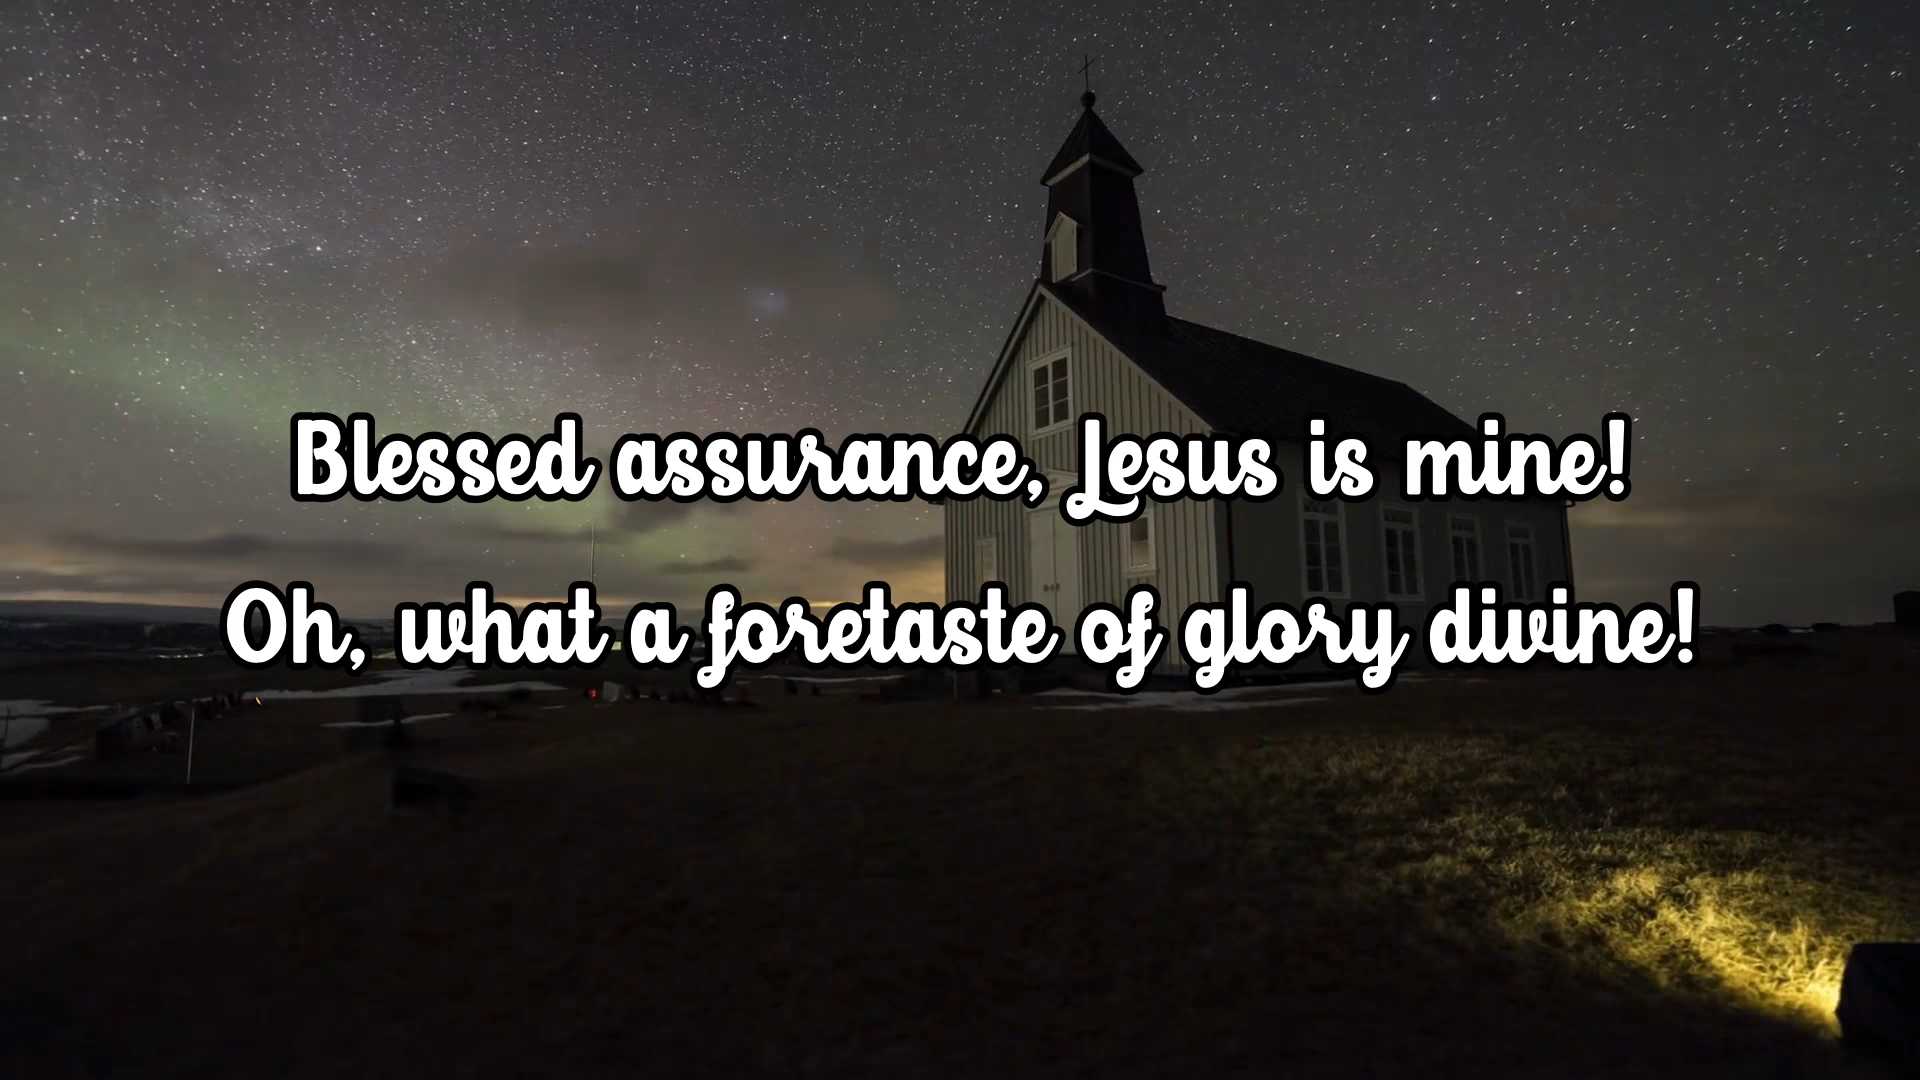 Blessed assurance, Jesus is mine!
Oh, what a foretaste of glory divine!